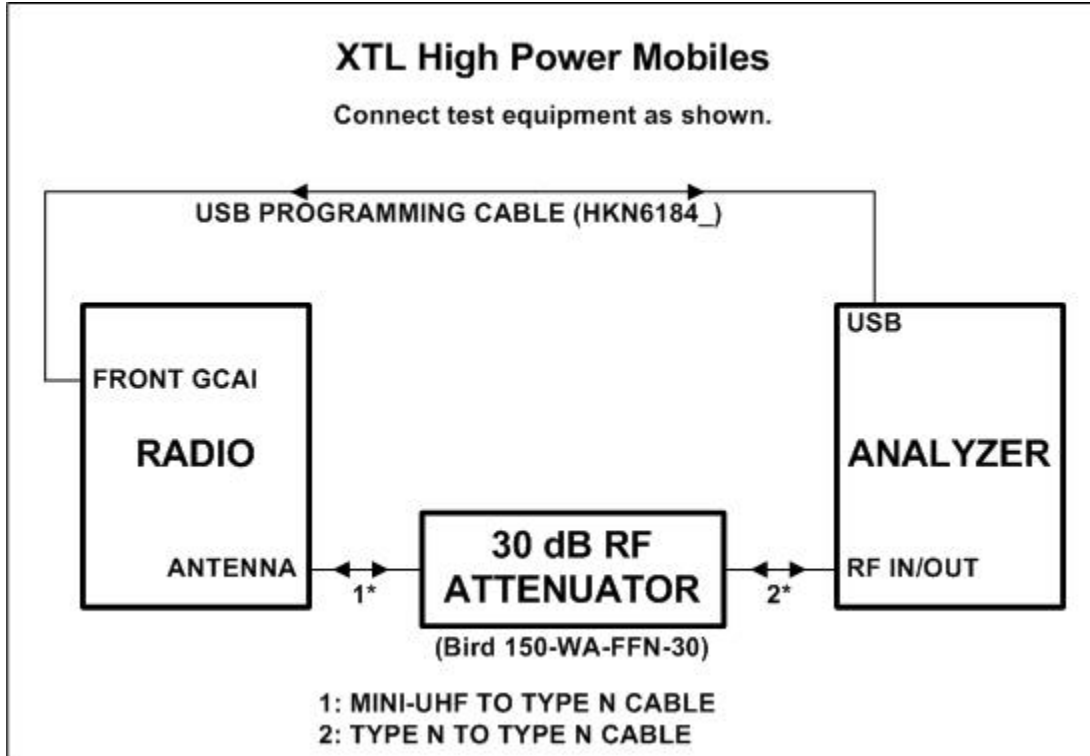 XTL High Power Mobiles
Connect test equipment as shown.
USB PROGRAMMING CABLE (HKN6184_)
USB
FRONT GCAI
RADIO
ANALYZER
ANTENNA
1*
30 dB RF
ATTENUATOR
2*
RF IN/OUT
(Bird 150-WA-FFN-30)
1: MINI-UHF TO TYPE N CABLE
2: TYPE N TO TYPE N CABLE